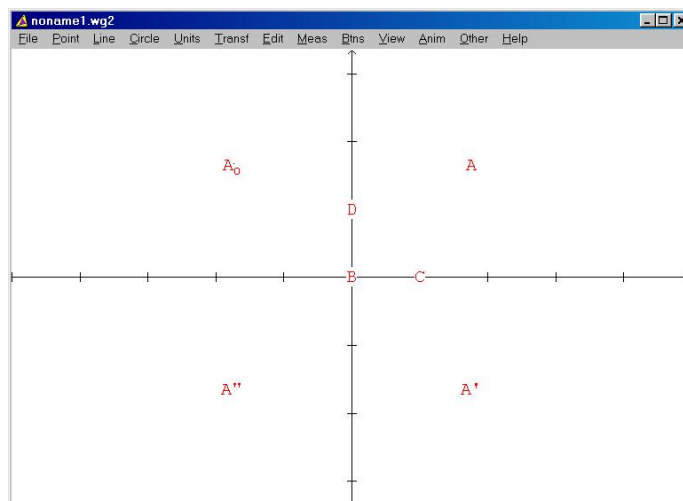 noname1.wg2
File Point Line Circle Units Transf Edit Meas Btns View Anim Other Help
A₀ A
D
B C
A'' A'